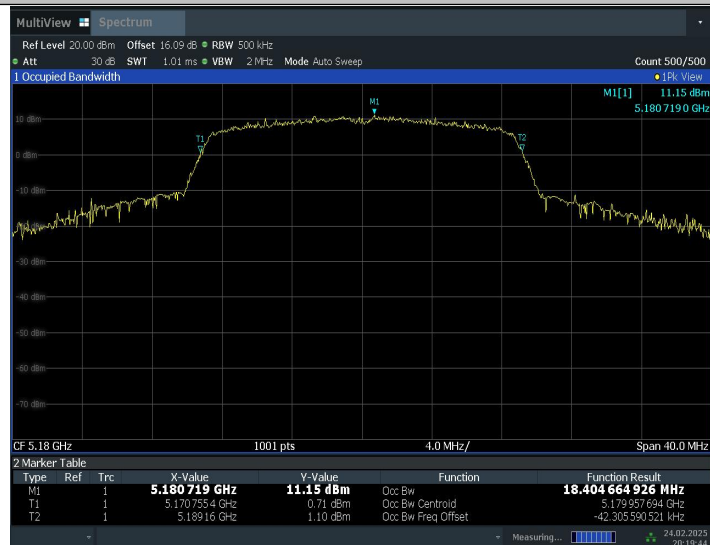 MultiView Spectrum
Ref Level 20.00 dBm Offset 16.09 dB RBW 500 kHz
Att 30 dB SWT 1.01 ms VBW 2 MHz Mode Auto Sweep Count 500/500
1 Occupied Bandwidth 1Pk View
M1[1] 11.15 dBm
5.180 719 0 GHz
M1
10 dBm
T1
T2
0 dBm
-10 dBm
-30 dBm
-40 dBm
-50 dBm
-60 dBm
-70 dBm
CF 5.18 GHz 1001 pts 4.0 MHz/ Span 40.0 MHz
2 Marker Table
Type Ref Trc X-Value Y-Value Function Function Result
M1 1 5.180 719 GHz 11.15 dBm Occ Bw 18.404 664 926 MHz
T1 1 5.170 755 4 GHz 0.71 dBm Occ Bw Centroid 5.179 957 694 GHz
T2 1 5.189 16 GHz 1.10 dBm Occ Bw Freq Offset -42.305 590 521 kHz
Measuring... 24.02.2025
20:19:44